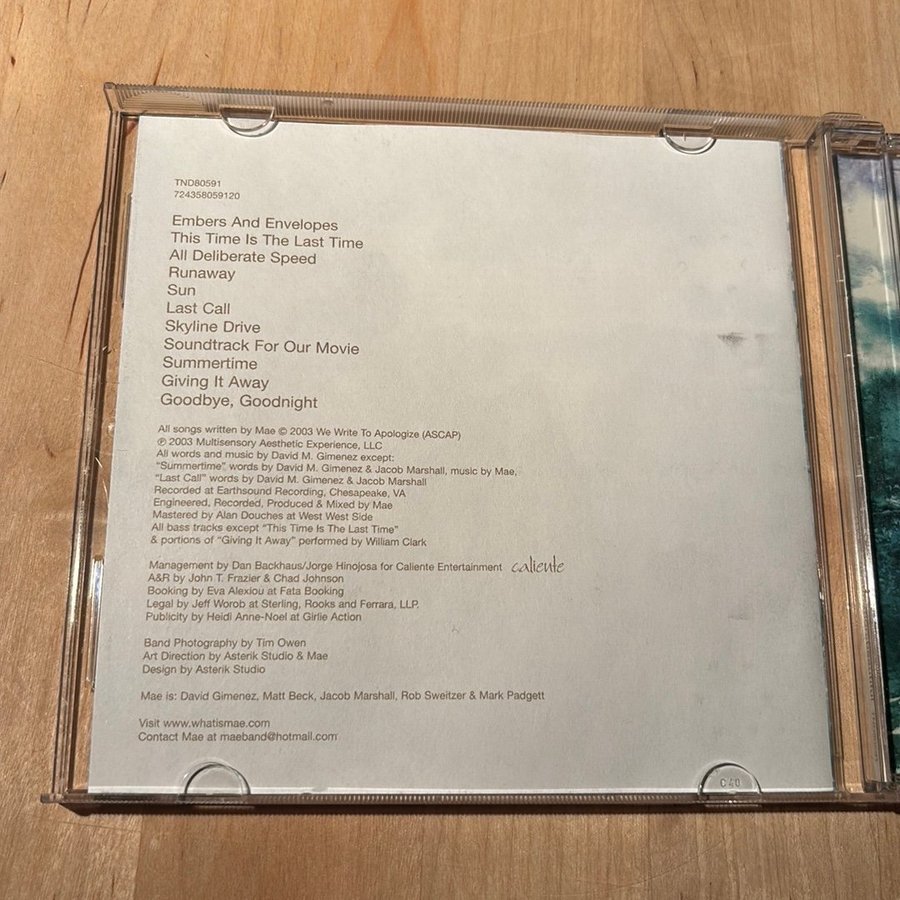 TND80591
724358059120
Embers And Envelopes
This Time Is The Last Time
All Deliberate Speed
Runaway
Sun
Last Call
Skyline Drive
Soundtrack For Our Movie
Summertime
Giving It Away
Goodbye, Goodnight
All songs written by Mae © 2003 We Write To Apologize (ASCAP)
℗ 2003 Multisensory Aesthetic Experience, LLC
All words and music by David M. Gimenez except:
"Summertime" words by David M. Gimenez & Jacob Marshall, music by Mae,
"Last Call" words by David M. Gimenez & Jacob Marshall
Recorded at Earthsound Recording, Chesapeake, VA
Engineered, Recorded, Produced & Mixed by Mae
Mastered by Alan Douches at West West Side
All bass tracks except "This Time Is The Last Time"
& portions of "Giving It Away" performed by William Clark
Management by Dan Backhaus/Jorge Hinojosa for Caliente Entertainment caliente
A&R by John T. Frazier & Chad Johnson
Booking by Eva Alexiou at Fata Booking
Legal by Jeff Worob at Sterling, Rooks and Ferrara, LLP.
Publicity by Heidi Anne-Noel at Girlie Action
Band Photography by Tim Owen
Art Direction by Asterik Studio & Mae
Design by Asterik Studio
Mae is: David Gimenez, Matt Beck, Jacob Marshall, Rob Sweitzer & Mark Padgett
Visit www.whatismae.com
Contact Mae at maeband@hotmail.com